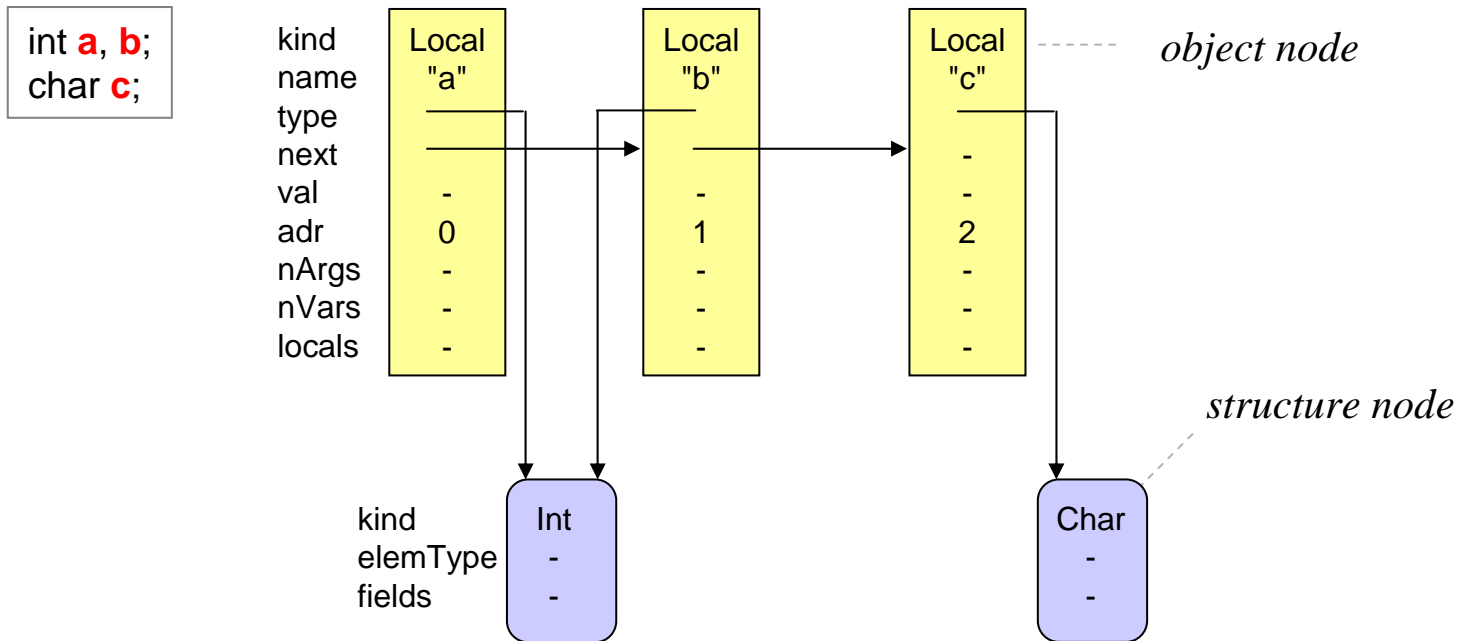 int a, b;
char c;
kind Local Local Local object node
name "a" "b" "c"
type
next -
val - - -
adr 0 1 2
nArgs - - -
nVars - - -
locals - - -
structure node
kind Int Char
elemType - -
fields - -